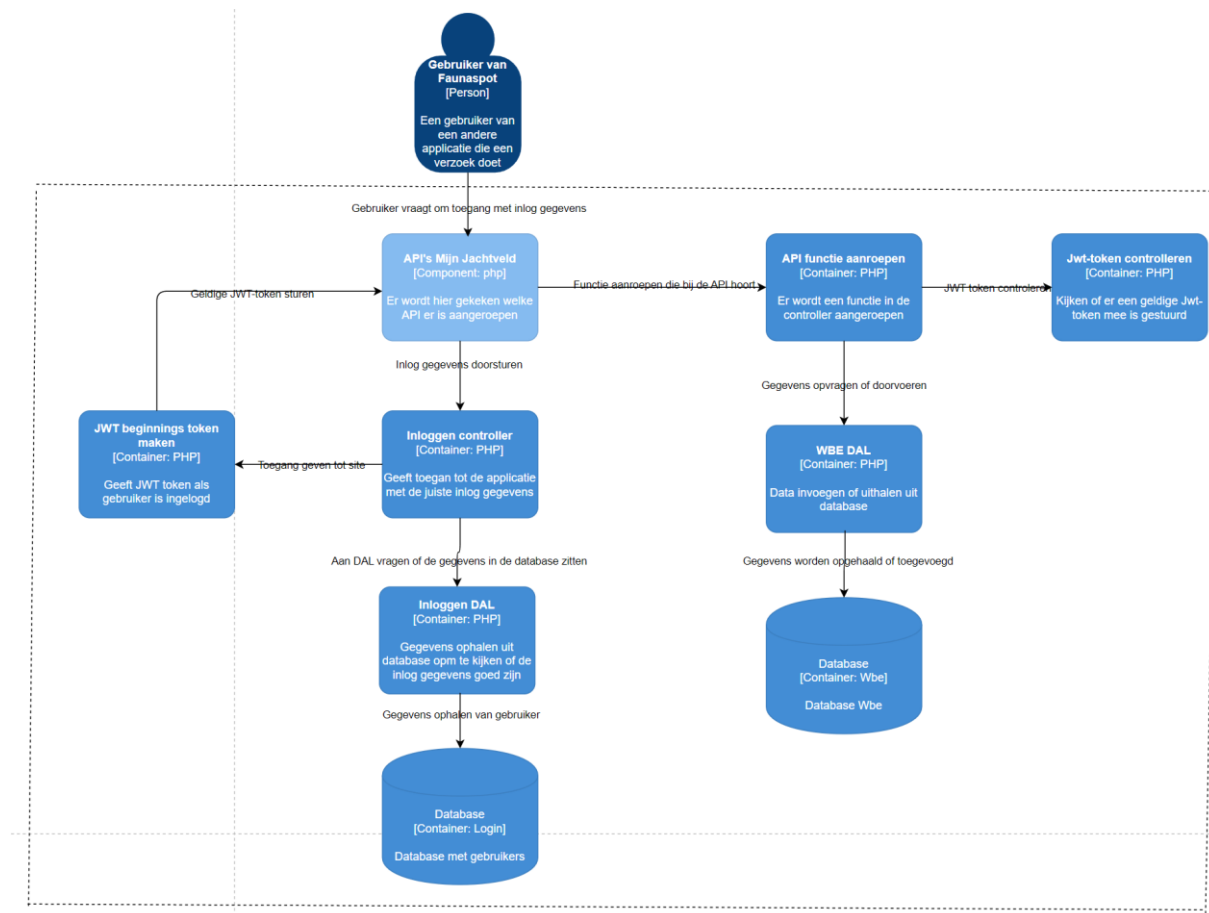 Gebruiker van
Faunaspot
[Person]
Een gebruiker van
een andere
applicatie die een
verzoek doet
Gebruiker vraagt om toegang met inlog gegevens
API's Mijn Jachtveld
[Component: php]
Er wordt hier gekeken welke
API er is aangeroepen
Functie aanroepen die bij de API hoort
API functie aanroepen
[Container: PHP]
Er wordt een functie in de
controller aangeroepen
JWT token controleren
Jwt-token controlleren
[Container: PHP]
Kijken of er een geldige Jwt-
token mee is gestuurd
Geldige JWT-token sturen
Inlog gegevens doorsturen
Gegevens opvragen of doorvoeren
JWT beginnings token
maken
[Container: PHP]
Geeft JWT token als
gebruiker is ingelogd
Toegang geven tot site
Inloggen controller
[Container: PHP]
Geeft toegan tot de applicatie
met de juiste inlog gegevens
WBE DAL
[Container: PHP]
Data invoegen of uithalen uit
database
Aan DAL vragen of de gegevens in de database zitten
Gegevens worden opgehaald of toegevoegd
Inloggen DAL
[Container: PHP]
Gegevens ophalen uit
database opm te kijken of de
inlog gegevens goed zijn
Database
[Container: Wbe]
Database Wbe
Gegevens ophalen van gebruiker
Database
[Container: Login]
Database met gebruikers